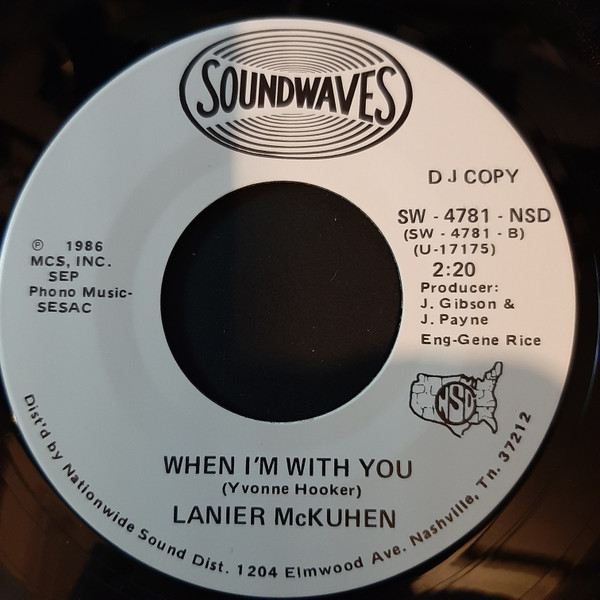 SOUNDWAVES
D J COPY
SW - 4781 - NSD
(SW - 4781 - B)
(U-17175)
2:20
Producer:
J. Gibson &
J. Payne
Eng-Gene Rice
℗ 1986
MCS, INC.
SEP
Phono Music-
SESAC
NSD
WHEN I'M WITH YOU
(Yvonne Hooker)
LANIER McKUHEN
Dist'd by Nationwide Sound Dist. 1204 Elmwood Ave. Nashville, Tn. 37212